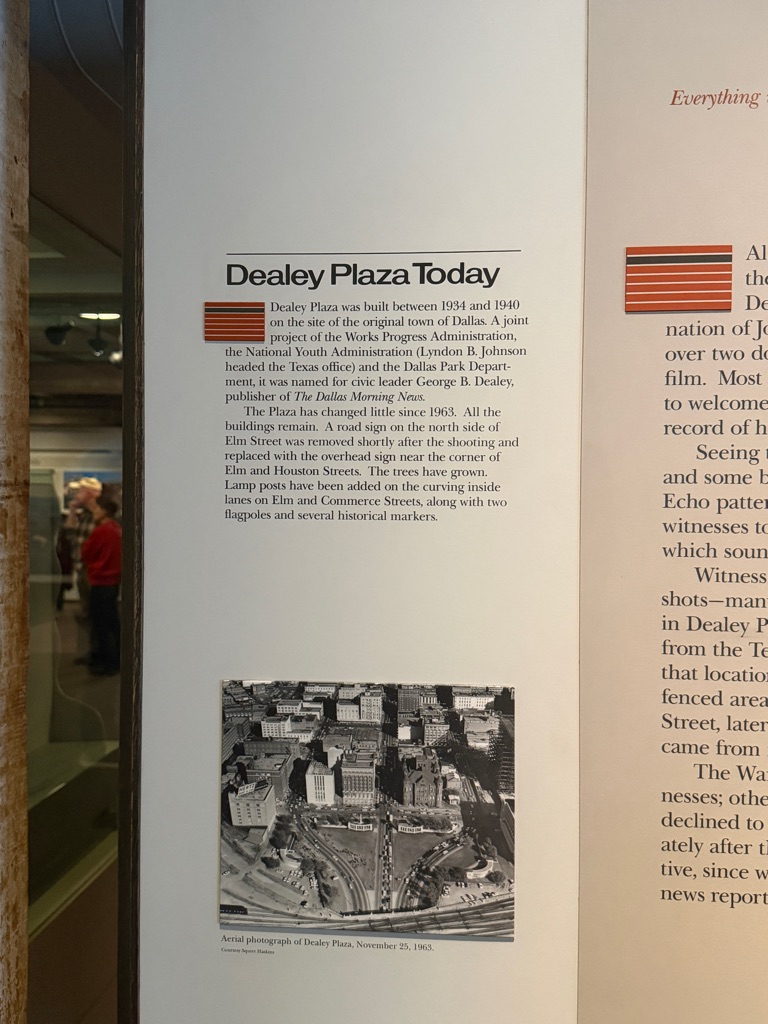 Dealey Plaza Today
Dealey Plaza was built between 1934 and 1940
on the site of the original town of Dallas. A joint
project of the Works Progress Administration,
the National Youth Administration (Lyndon B. Johnson
headed the Texas office) and the Dallas Park Depart-
ment, it was named for civic leader George B. Dealey,
publisher of The Dallas Morning News.
The Plaza has changed little since 1963. All the
buildings remain. A road sign on the north side of
Elm Street was removed shortly after the shooting and
replaced with the overhead sign near the corner of
Elm and Houston Streets. The trees have grown.
Lamp posts have been added on the curving inside
lanes on Elm and Commerce Streets, along with two
flagpoles and several historical markers.
Aerial photograph of Dealey Plaza, November 25, 1963.
Courtesy Squire Haskins
Everything
Al
the
De
nation of Jo
over two do
film. Most
to welcome
record of h
Seeing t
and some b
Echo patter
witnesses to
which soun
Witness
shots—man
in Dealey P
from the Te
that location
fenced area
Street, later
came from
The Wa
nesses; othe
declined to
ately after th
tive, since w
news report